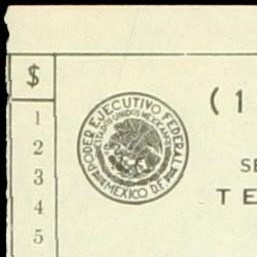 $
1
2
3
4
5
PODER EJECUTIVO FEDERAL
ESTADOS UNIDOS MEXICANOS
MEXICO D.F.
(1
SE
TE